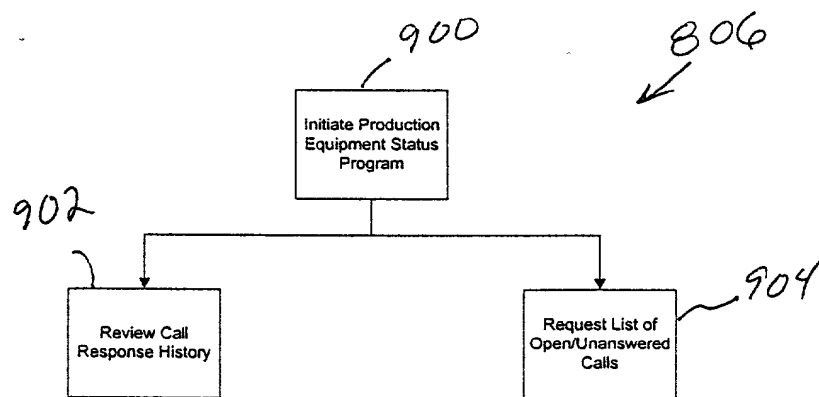 900
806
Initiate Production
Equipment Status
Program
902
904
Review Call
Response History
Request List of
Open/Unanswered
Calls